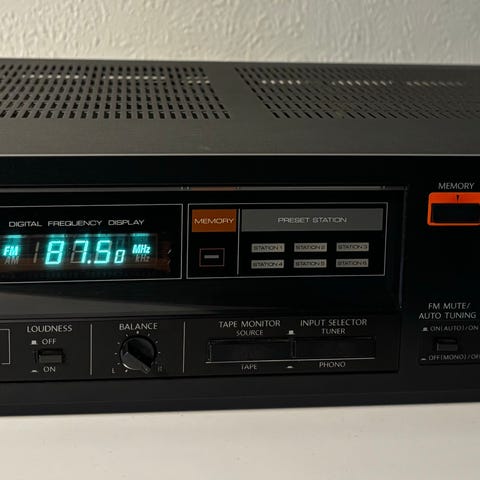 MEMORY
DIGITAL FREQUENCY DISPLAY
MEMORY
PRESET STATION
FM 87.50 MHz
AM kHz
STATION 1 STATION 2 STATION 3
STATION 4 STATION 5 STATION 6
FM MUTE/
AUTO TUNING
ON(AUTO)/ON
OFF(MONO)/OF
LOUDNESS
OFF
ON
BALANCE
L R
TAPE MONITOR
SOURCE
TAPE
INPUT SELECTOR
TUNER
PHONO